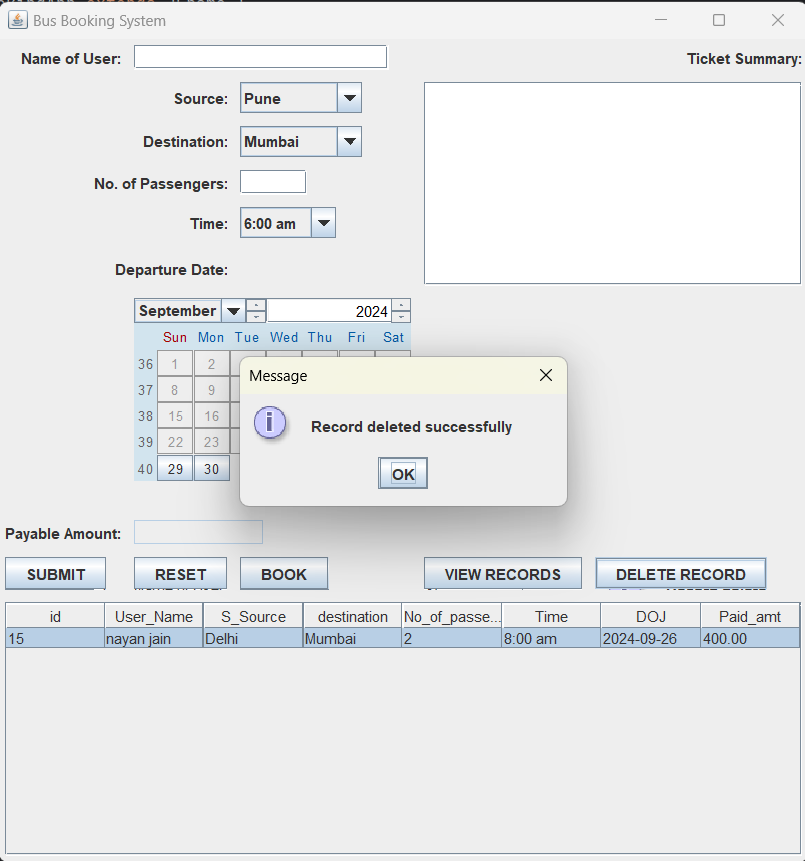 Bus Booking System
Name of User:
Ticket Summary:
Source: Pune
Destination: Mumbai
No. of Passengers:
Time: 6:00 am
Departure Date:
September 2024
Sun Mon Tue Wed Thu Fri Sat
36 1 2
37 8 9
38 15 16
39 22 23
40 29 30
Message
Record deleted successfully
OK
Payable Amount:
SUBMIT RESET BOOK VIEW RECORDS DELETE RECORD
id User_Name S_Source destination No_of_passe... Time DOJ Paid_amt
15 nayan jain Delhi Mumbai 2 8:00 am 2024-09-26 400.00